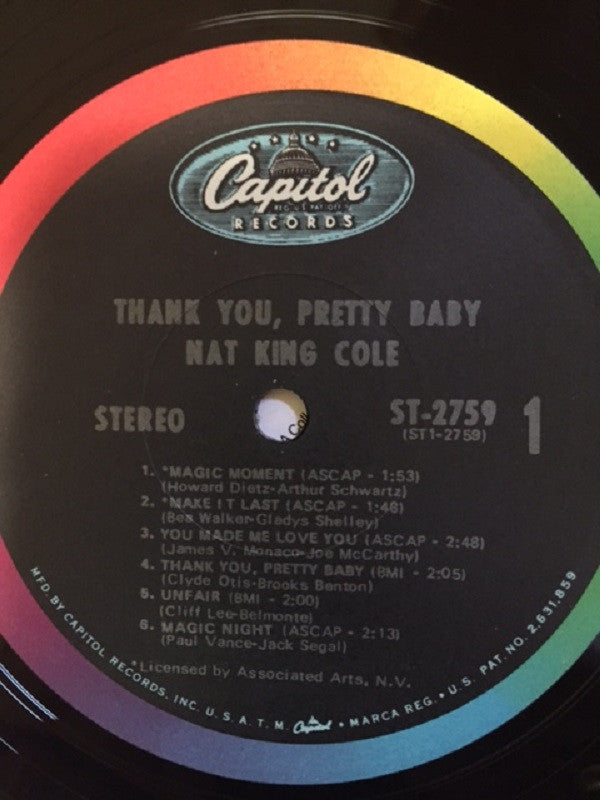 Capitol
REG. U.S. PAT. OFF.
RECORDS
THANK YOU, PRETTY BABY
NAT KING COLE
STEREO
ST-2759
(ST1-2759)
1
1. *MAGIC MOMENT (ASCAP - 1:53)
(Howard Dietz-Arthur Schwartz)
2. *MAKE IT LAST (ASCAP - 1:46)
(Bee Walker-Gladys Shelley)
3. YOU MADE ME LOVE YOU (ASCAP - 2:48)
(James V. Monaco-Joe McCarthy)
4. THANK YOU, PRETTY BABY (BMI - 2:05)
(Clyde Otis-Brooks Benton)
5. UNFAIR (BMI - 2:00)
(Cliff Lee-Belmonte)
6. MAGIC NIGHT (ASCAP - 2:13)
(Paul Vance-Jack Segal)
*Licensed by Associated Arts, N.V.
MFD. BY CAPITOL RECORDS, INC. U.S.A. T.M. Capitol • MARCA REG. • U.S. PAT. NO. 2,631,859